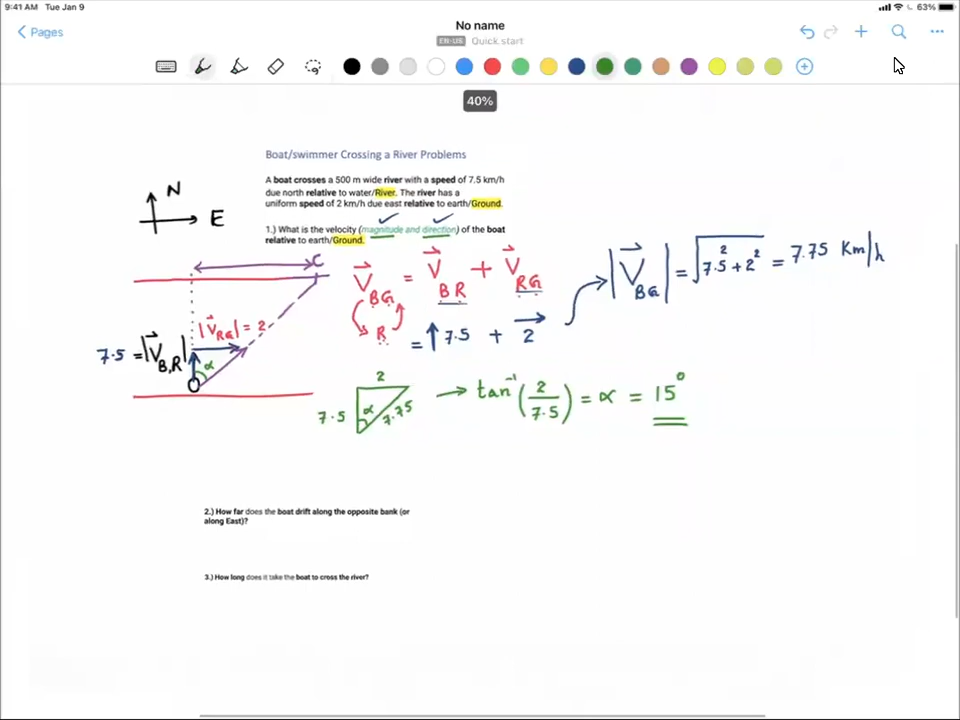 9:41 AM Tue Jan 9
63%
Pages
No name
EN-US Quick start
40%
Boat/swimmer Crossing a River Problems
A boat crosses a 500 m wide river with a speed of 7.5 km/h
due north relative to water/River. The river has a
uniform speed of 2 km/h due east relative to earth/Ground.
1.) What is the velocity (magnitude and direction) of the boat
relative to earth/Ground.
N
E
C
V⃗BG = V⃗BR + V⃗RG
R
= ↑7.5 + 2⃗
|V⃗BG| = √7.5² + 2² = 7.75 Km/h
|V⃗RG| = 2
7.5 = |V⃗B,R|
α
O
2
7.5
α
7.75
→ tan⁻¹(2/7.5) = α = 15°
2.) How far does the boat drift along the opposite bank (or
along East)?
3.) How long does it take the boat to cross the river?